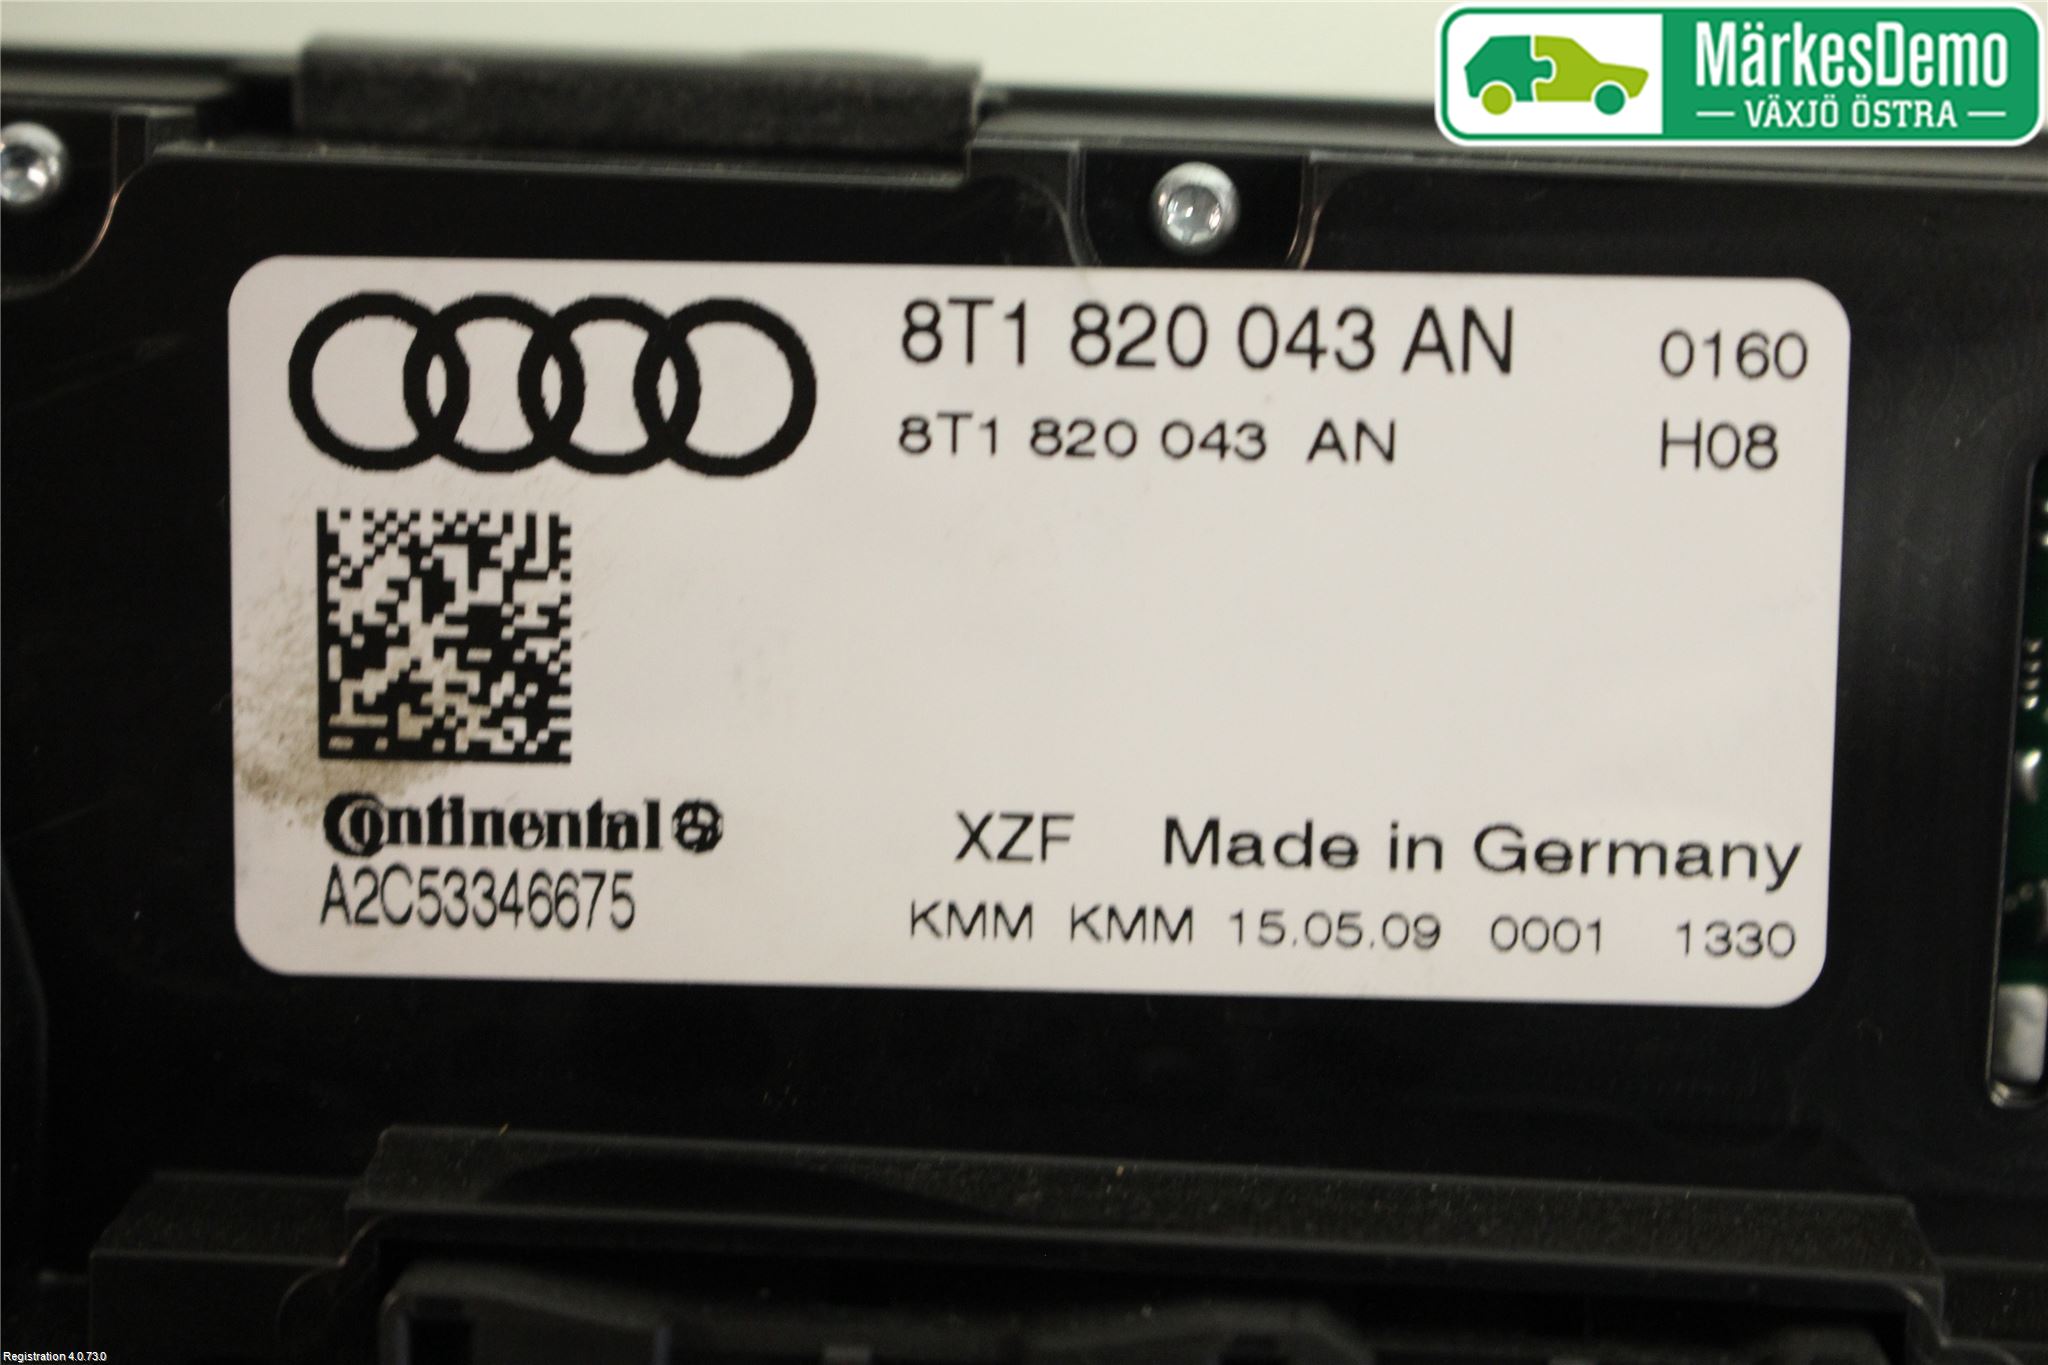 MärkesDemo
VÄXJÖ ÖSTRA
8T1 820 043 AN 0160
8T1 820 043 AN H08
Continental
A2C53346675
XZF Made in Germany
KMM KMM 15.05.09 0001 1330
Registration 4.0.73.0